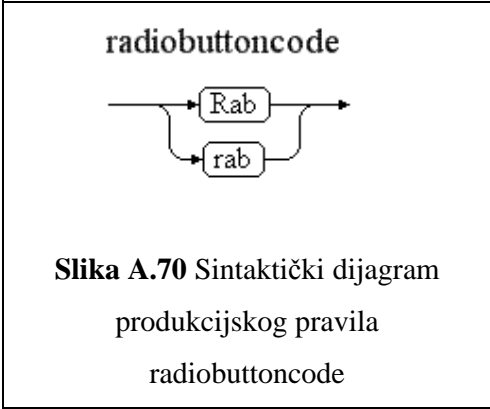 radiobuttoncode
Rab
rab
Slika A.70 Sintaktički dijagram
produkcijskog pravila
radiobuttoncode